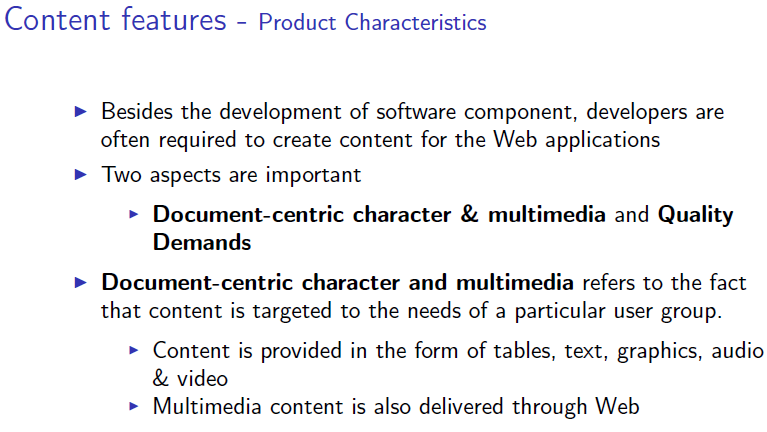 Content features - Product Characteristics
▶ Besides the development of software component, developers are
often required to create content for the Web applications
▶ Two aspects are important
▶ Document-centric character & multimedia and Quality
Demands
▶ Document-centric character and multimedia refers to the fact
that content is targeted to the needs of a particular user group.
▶ Content is provided in the form of tables, text, graphics, audio
& video
▶ Multimedia content is also delivered through Web